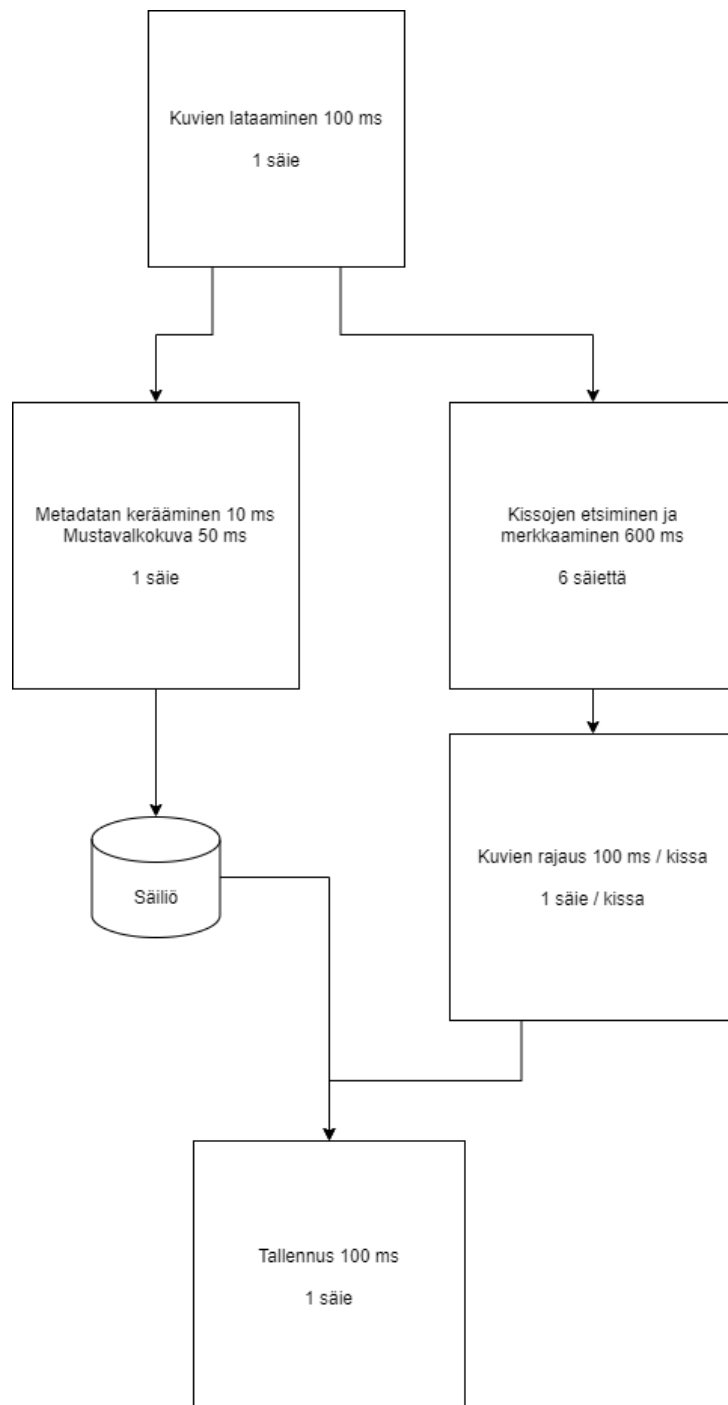 Kuvien lataaminen 100 ms
1 säie
Metadatan kerääminen 10 ms
Mustavalkokuva 50 ms
1 säie
Kissojen etsiminen ja
merkkaaminen 600 ms
6 säiettä
Säiliö
Kuvien rajaus 100 ms / kissa
1 säie / kissa
Tallennus 100 ms
1 säie